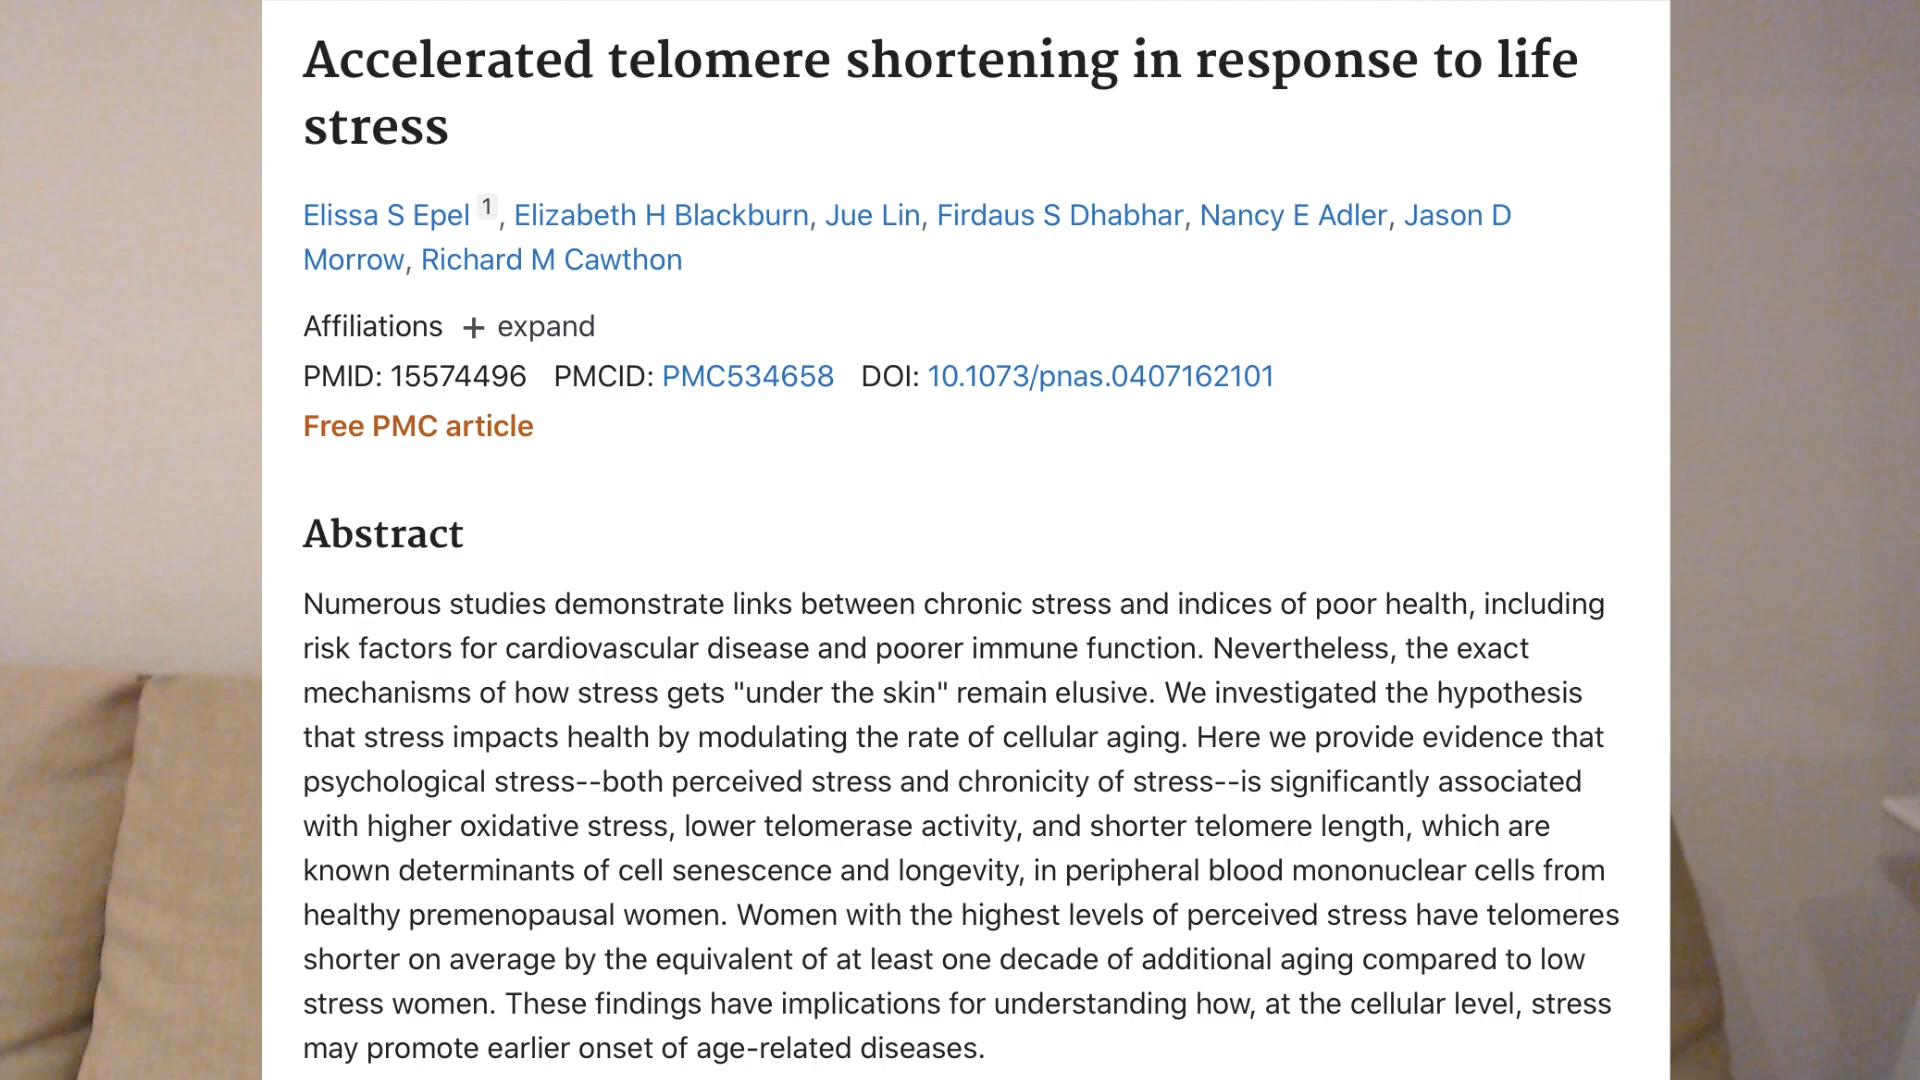 Accelerated telomere shortening in response to life
stress
Elissa S Epel 1, Elizabeth H Blackburn, Jue Lin, Firdaus S Dhabhar, Nancy E Adler, Jason D
Morrow, Richard M Cawthon
Affiliations + expand
PMID: 15574496 PMCID: PMC534658 DOI: 10.1073/pnas.0407162101
Free PMC article
Abstract
Numerous studies demonstrate links between chronic stress and indices of poor health, including
risk factors for cardiovascular disease and poorer immune function. Nevertheless, the exact
mechanisms of how stress gets "under the skin" remain elusive. We investigated the hypothesis
that stress impacts health by modulating the rate of cellular aging. Here we provide evidence that
psychological stress--both perceived stress and chronicity of stress--is significantly associated
with higher oxidative stress, lower telomerase activity, and shorter telomere length, which are
known determinants of cell senescence and longevity, in peripheral blood mononuclear cells from
healthy premenopausal women. Women with the highest levels of perceived stress have telomeres
shorter on average by the equivalent of at least one decade of additional aging compared to low
stress women. These findings have implications for understanding how, at the cellular level, stress
may promote earlier onset of age-related diseases.